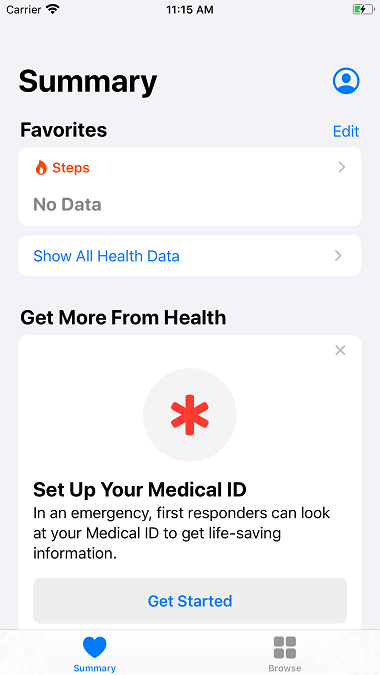 Carrier 11:15 AM
Summary
Favorites Edit
Steps
No Data
Show All Health Data
Get More From Health
Set Up Your Medical ID
In an emergency, first responders can look
at your Medical ID to get life-saving
information.
Get Started
Summary Browse